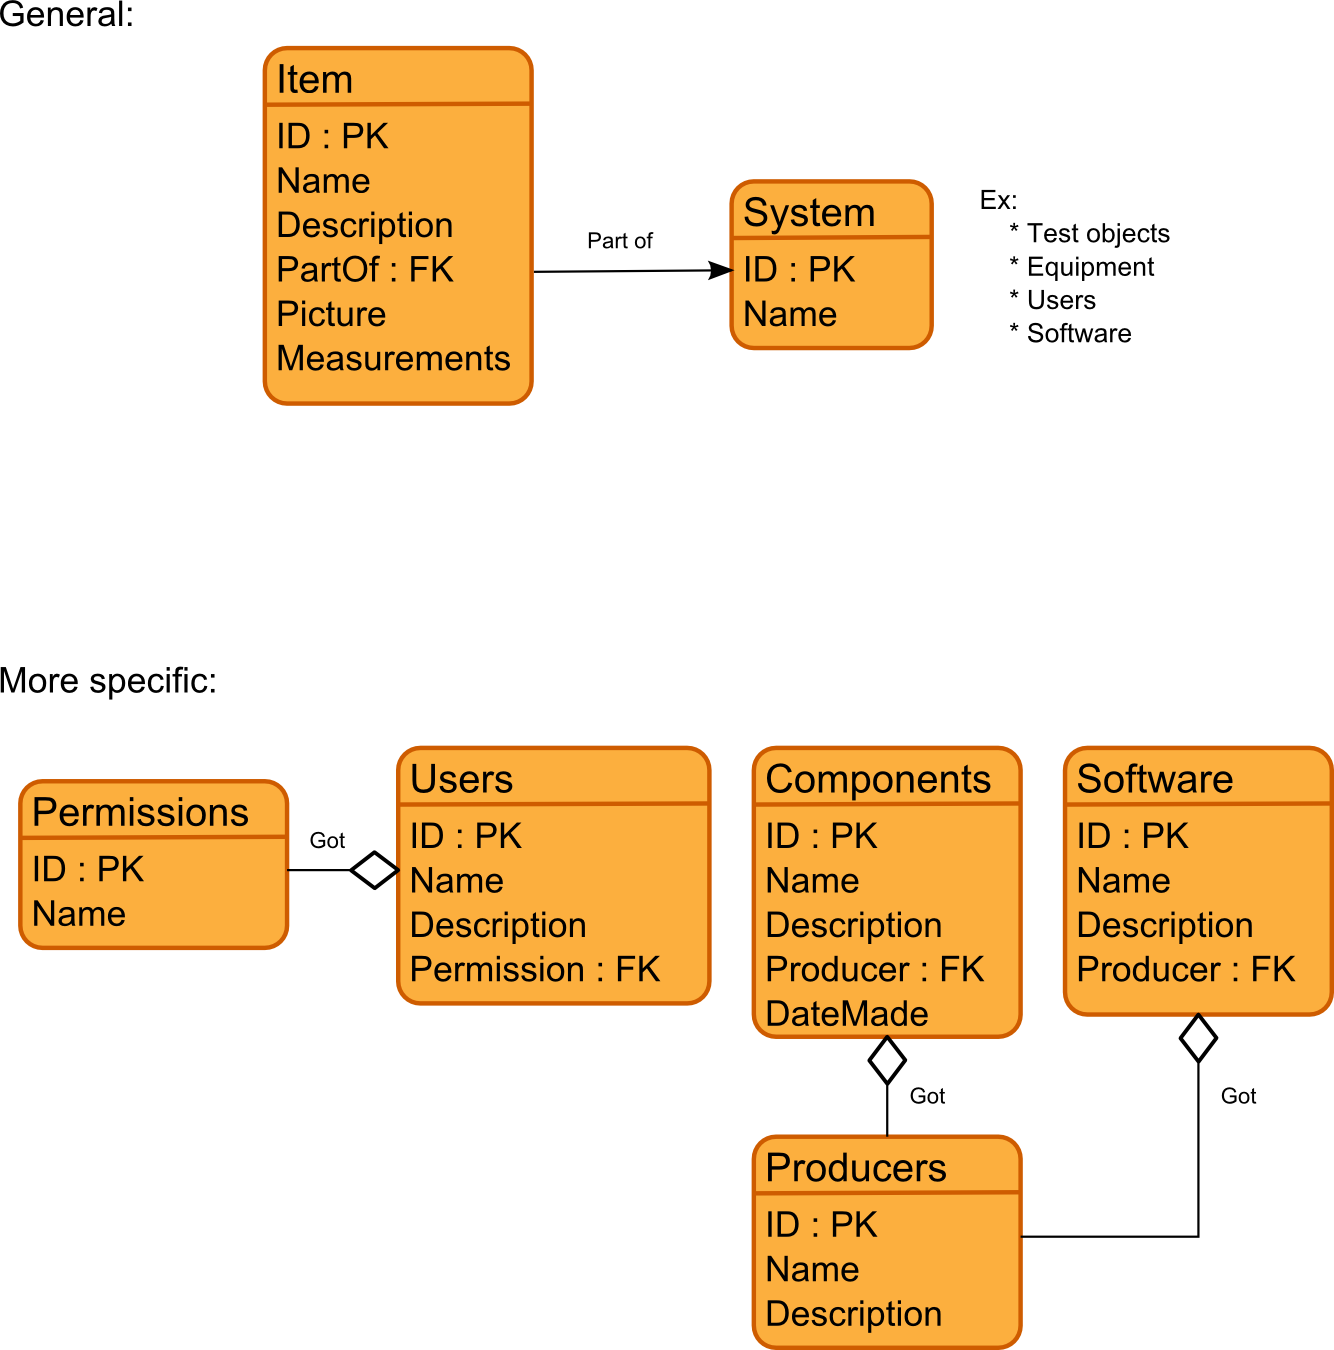 General:
Item
ID : PK
Name
Description
PartOf : FK
Picture
Measurements
Part of
System
ID : PK
Name
Ex:
* Test objects
* Equipment
* Users
* Software
More specific:
Permissions
ID : PK
Name
Got
Users
ID : PK
Name
Description
Permission : FK
Components
ID : PK
Name
Description
Producer : FK
DateMade
Software
ID : PK
Name
Description
Producer : FK
Got
Got
Producers
ID : PK
Name
Description